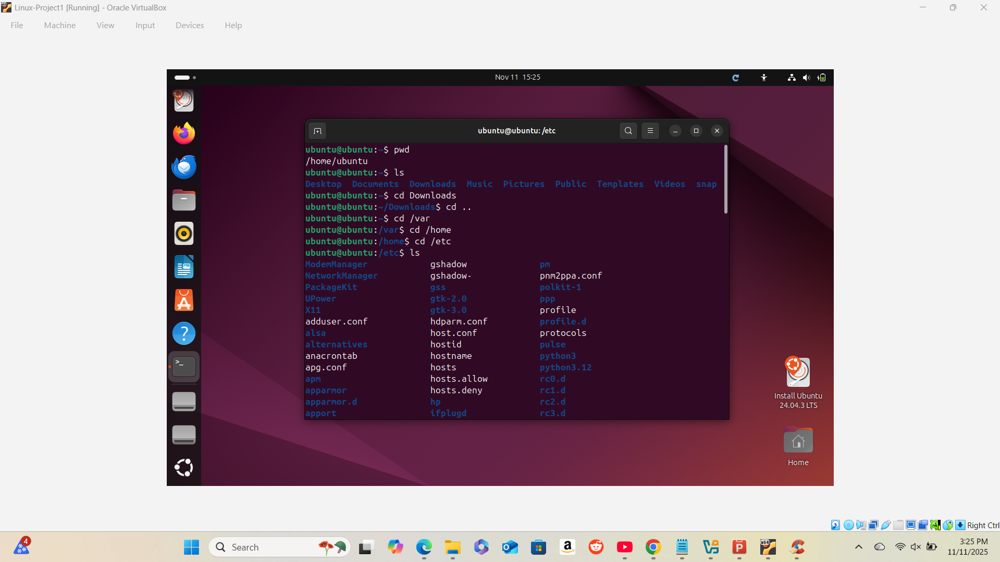 Linux-Project1 [Running] - Oracle VirtualBox
File Machine View Input Devices Help
Nov 11 15:25
ubuntu@ubuntu: /etc
ubuntu@ubuntu:~$ pwd
/home/ubuntu
ubuntu@ubuntu:~$ ls
Desktop Documents Downloads Music Pictures Public Templates Videos snap
ubuntu@ubuntu:~$ cd Downloads
ubuntu@ubuntu:~/Downloads$ cd ..
ubuntu@ubuntu:~$ cd /var
ubuntu@ubuntu:/var$ cd /home
ubuntu@ubuntu:/home$ cd /etc
ubuntu@ubuntu:/etc$ ls
ModemManager gshadow pm
NetworkManager gshadow- pnm2ppa.conf
PackageKit gss polkit-1
UPower gtk-2.0 ppp
X11 gtk-3.0 profile
adduser.conf hdparm.conf profile.d
alsa host.conf protocols
alternatives hostid pulse
anacrontab hostname python3
apg.conf hosts python3.12
apm hosts.allow rc0.d
apparmor hosts.deny rc1.d
apparmor.d hp rc2.d
apport ifplugd rc3.d
Install Ubuntu
24.04.3 LTS
Home
Right Ctrl
4
Search
3:25 PM
11/11/2025